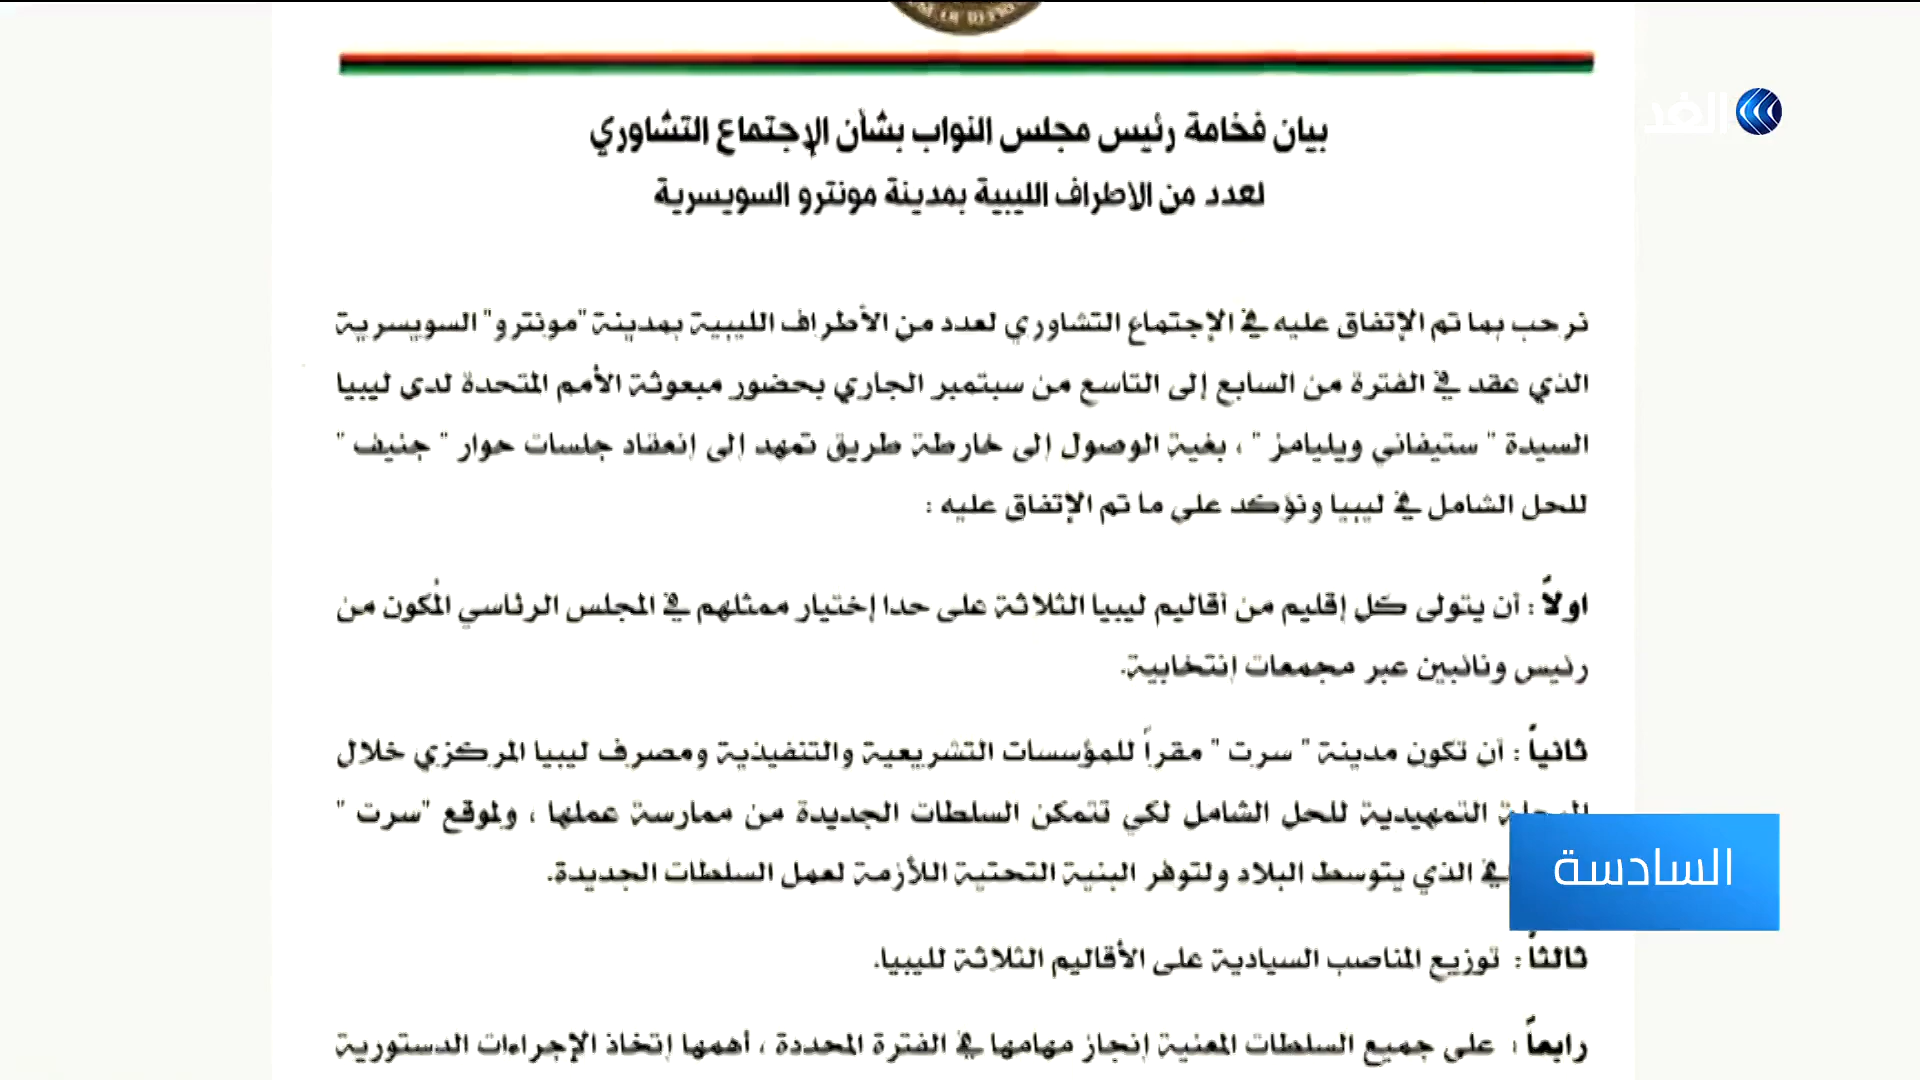 الغد
بيان فخامة رئيس مجلس النواب بشأن الإجتماع التشاوري
لعدد من الاطراف الليبية بمدينة مونترو السويسرية
نرحب بما تم الإتفاق عليه في الإجتماع التشاوري لعدد من الأطراف الليبية بمدينة "مونترو" السويسرية
الذي عقد في الفترة من السابع إلى التاسع من سبتمبر الجاري بحضور مبعوثة الأمم المتحدة لدى ليبيا
السيدة " ستيفاني ويليامز " ، بغية الوصول إلى خارطة طريق تمهد إلى إنعقاد جلسات حوار " جنيف "
للحل الشامل في ليبيا ونؤكد على ما تم الإتفاق عليه :
اولاً : أن يتولى كل إقليم من أقاليم ليبيا الثلاثة على حدا إختيار ممثلهم في المجلس الرئاسي المُكون من
رئيس ونائبين عبر مجمعات إنتخابية.
ثانياً : أن تكون مدينة " سرت " مقراً للمؤسسات التشريعية والتنفيذية ومصرف ليبيا المركزي خلال
التمهيدية للحل الشامل لكي تتمكن السلطات الجديدة من ممارسة عملها ، ولموقع "سرت "
الذي يتوسط البلاد ولتوفر البنية التحتية اللأزمة لعمل السلطات الجديدة.
السادسة
ثالثاً : توزيع المناصب السيادية على الأقاليم الثلاثة لليبيا.
رابعاً : على جميع السلطات المعنية إنجاز مهامها في الفترة المحددة ، أهمها إتخاذ الإجراءات الدستورية